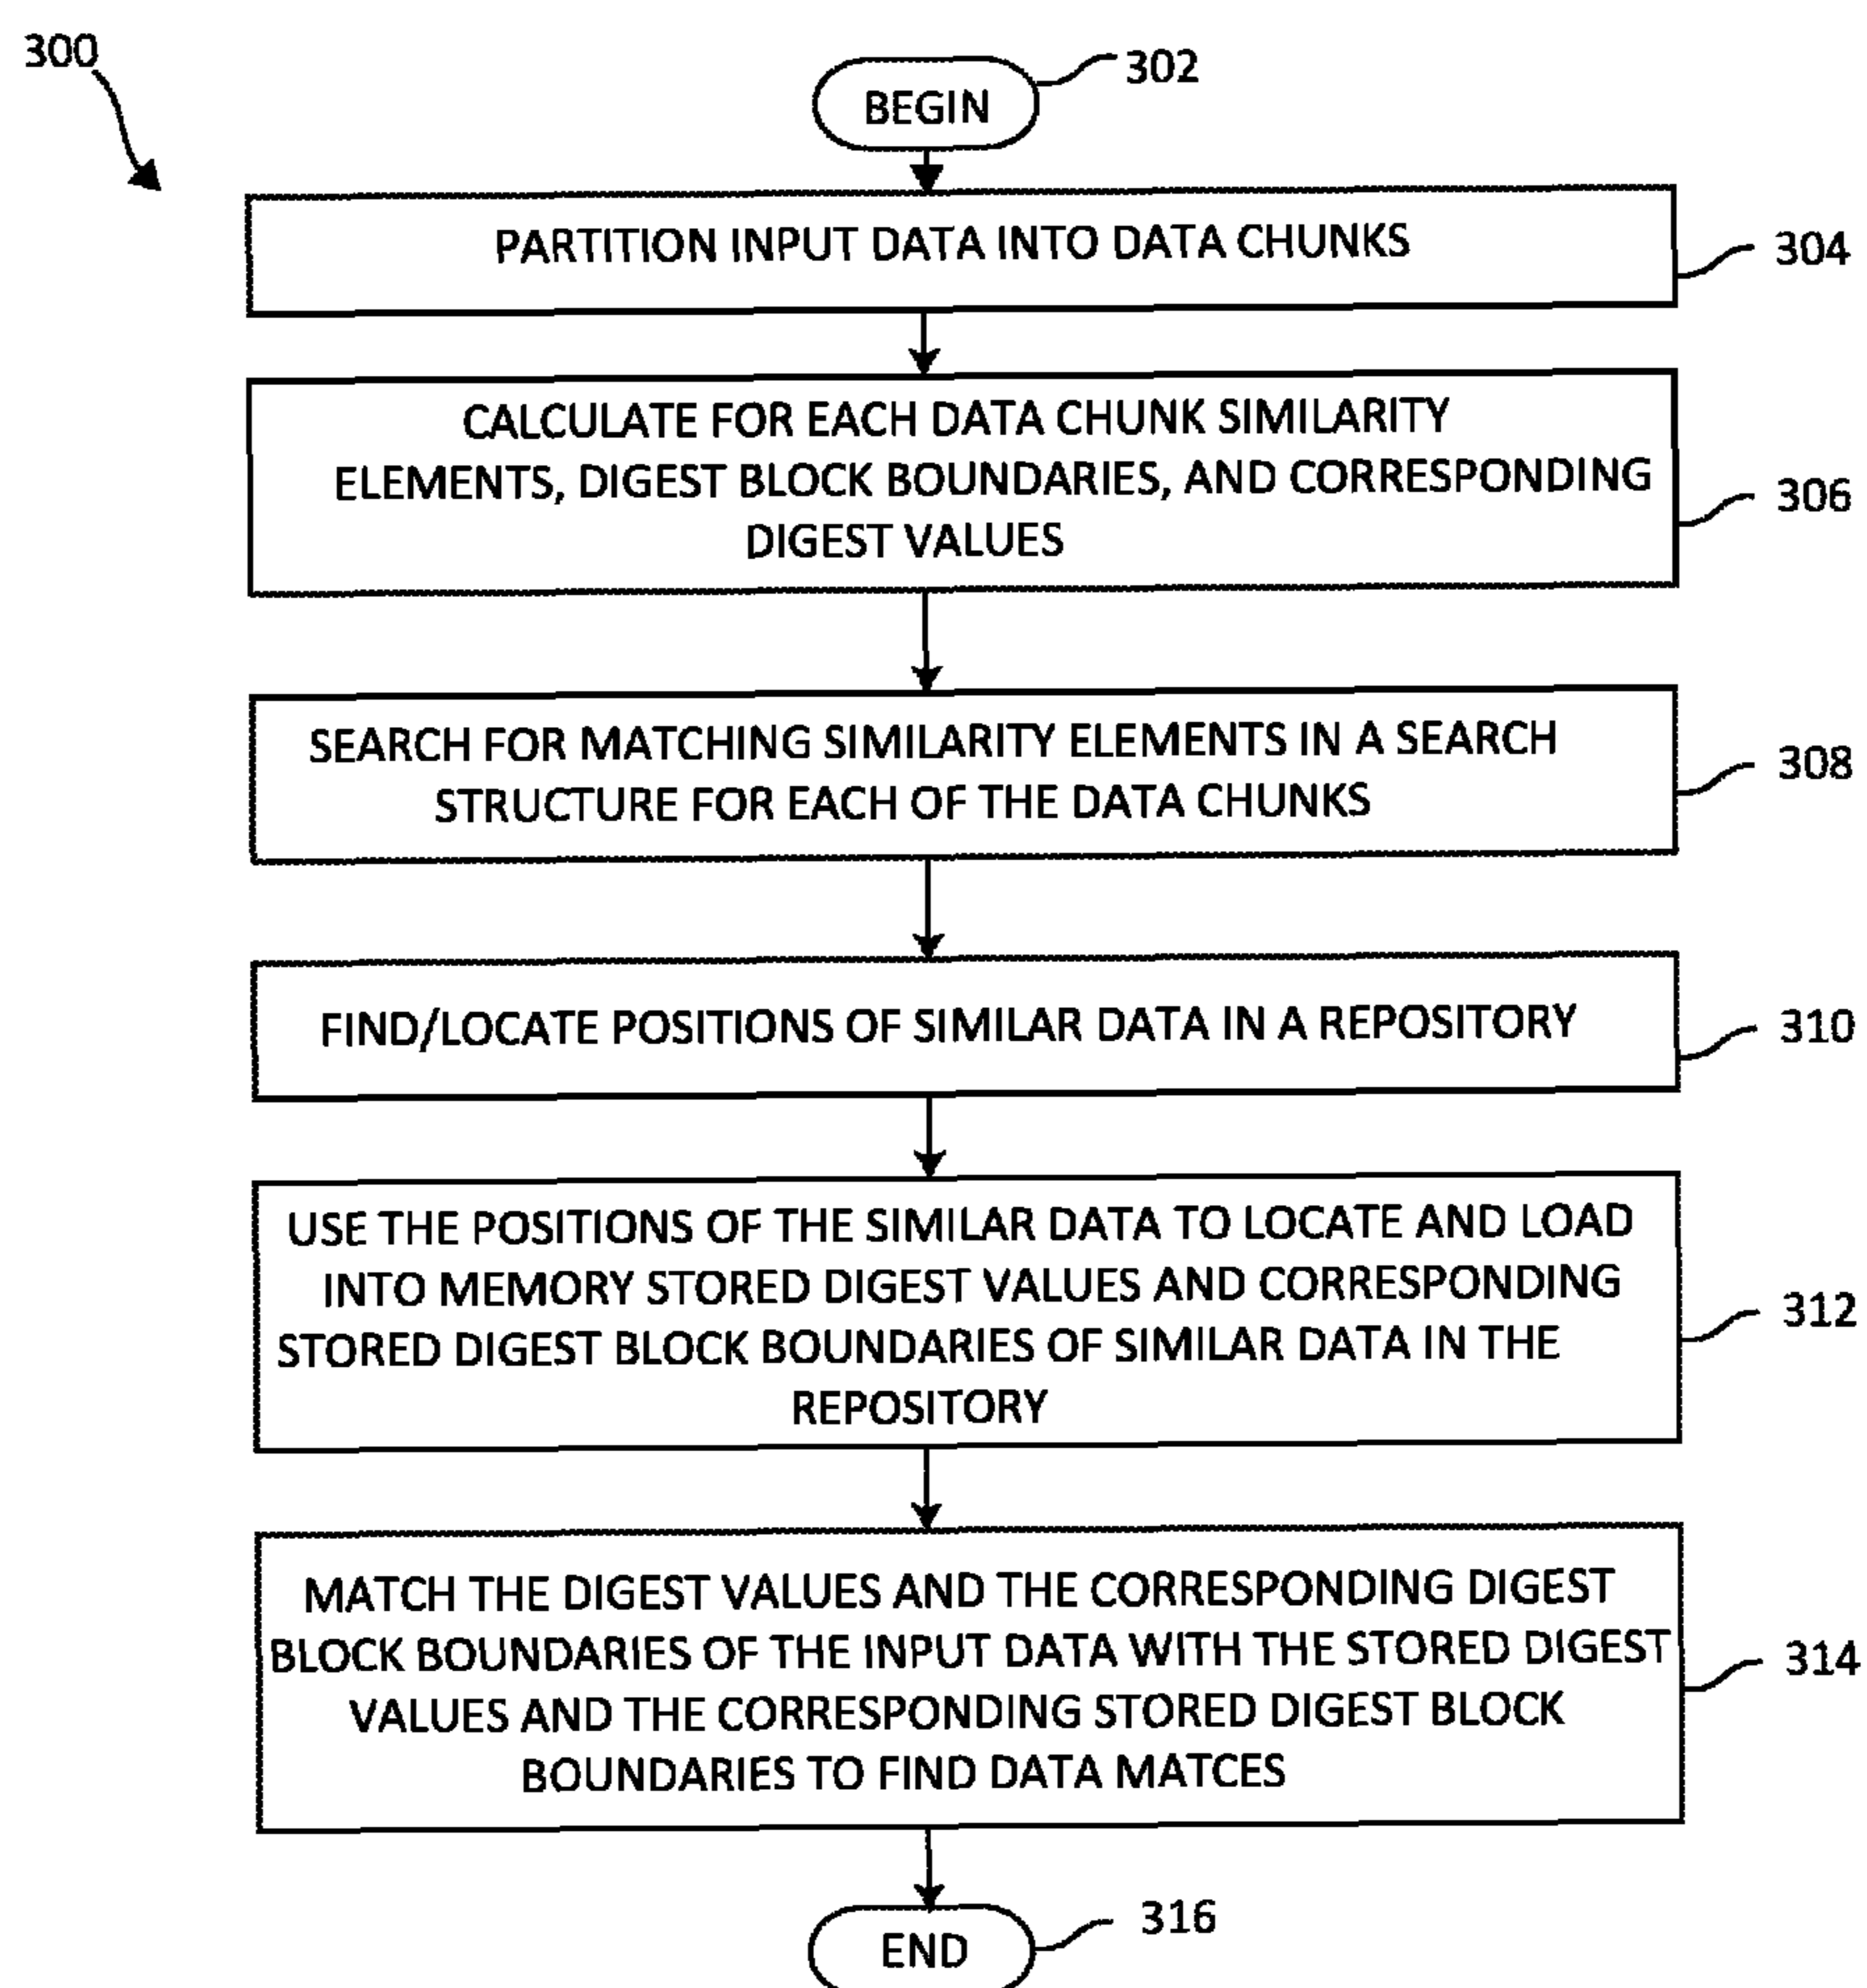 300
BEGIN
302
PARTITION INPUT DATA INTO DATA CHUNKS
304
CALCULATE FOR EACH DATA CHUNK SIMILARITY
ELEMENTS, DIGEST BLOCK BOUNDARIES, AND CORRESPONDING
DIGEST VALUES
306
SEARCH FOR MATCHING SIMILARITY ELEMENTS IN A SEARCH
STRUCTURE FOR EACH OF THE DATA CHUNKS
308
FIND/LOCATE POSITIONS OF SIMILAR DATA IN A REPOSITORY
310
USE THE POSITIONS OF THE SIMILAR DATA TO LOCATE AND LOAD
INTO MEMORY STORED DIGEST VALUES AND CORRESPONDING
STORED DIGEST BLOCK BOUNDARIES OF SIMILAR DATA IN THE
REPOSITORY
312
MATCH THE DIGEST VALUES AND THE CORRESPONDING DIGEST
BLOCK BOUNDARIES OF THE INPUT DATA WITH THE STORED DIGEST
VALUES AND THE CORRESPONDING STORED DIGEST BLOCK
BOUNDARIES TO FIND DATA MATCES
314
END
316